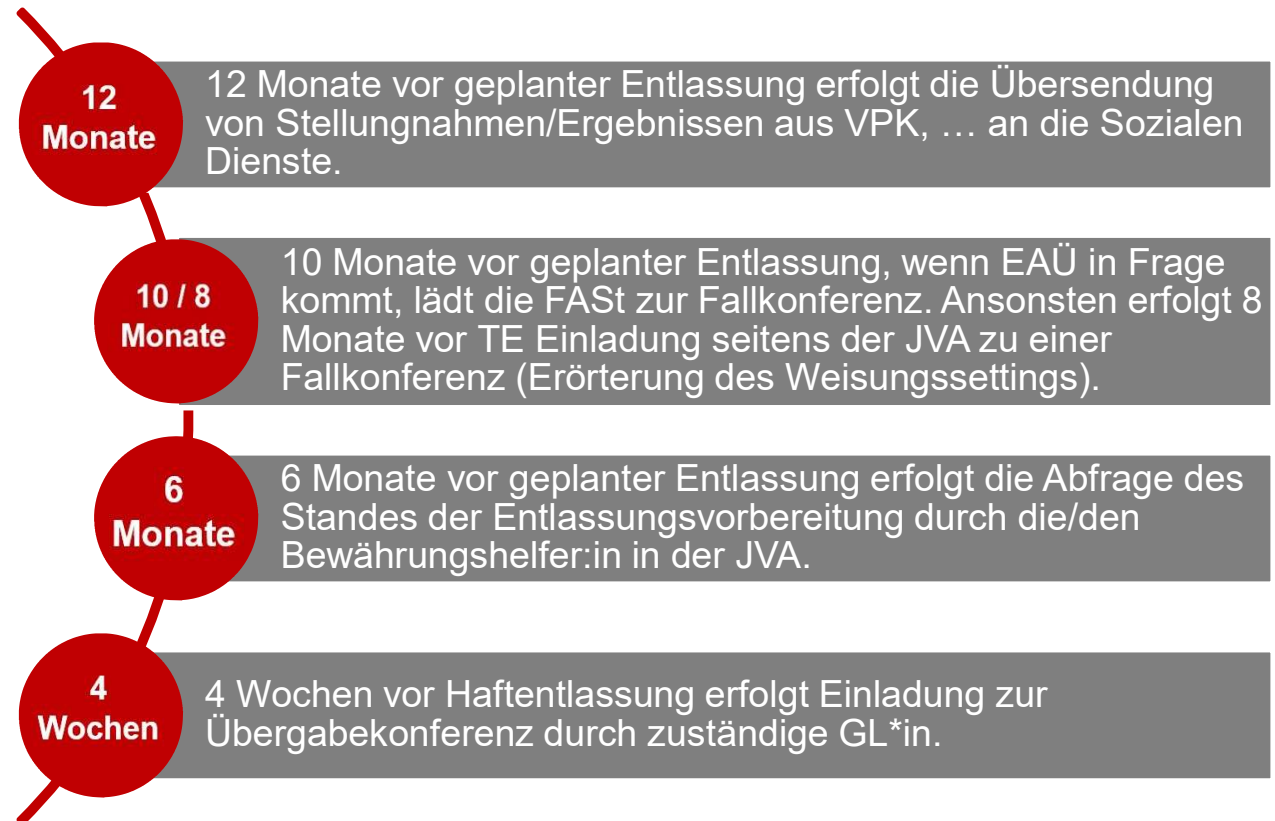 12
Monate
12 Monate vor geplanter Entlassung erfolgt die Übersendung
von Stellungnahmen/Ergebnissen aus VPK, … an die Sozialen
Dienste.
10 / 8
Monate
10 Monate vor geplanter Entlassung, wenn EAÜ in Frage
kommt, lädt die FASt zur Fallkonferenz. Ansonsten erfolgt 8
Monate vor TE Einladung seitens der JVA zu einer
Fallkonferenz (Erörterung des Weisungssettings).
6
Monate
6 Monate vor geplanter Entlassung erfolgt die Abfrage des
Standes der Entlassungsvorbereitung durch die/den
Bewährungshelfer:in in der JVA.
4
Wochen
4 Wochen vor Haftentlassung erfolgt Einladung zur
Übergabekonferenz durch zuständige GL*in.